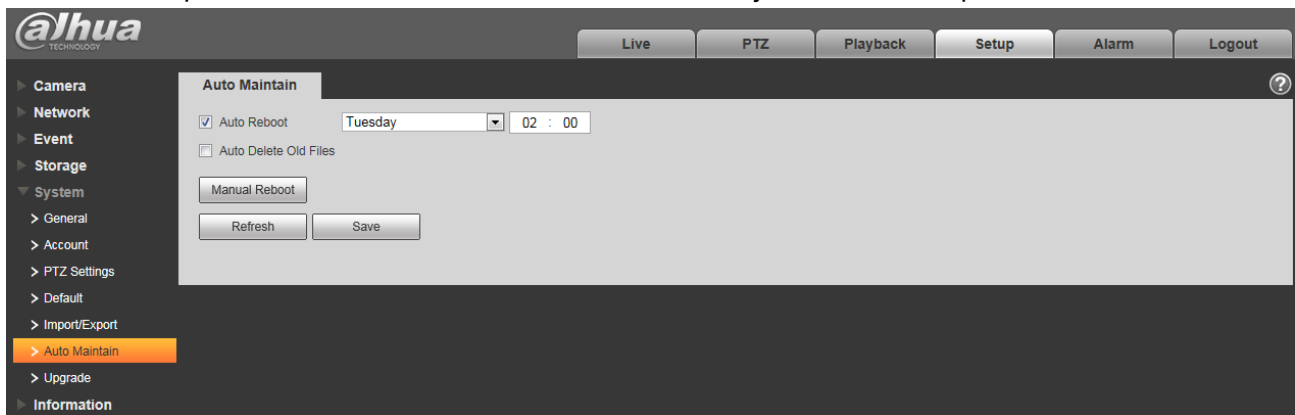 alhua
TECHNOLOGY
Live PTZ Playback Setup Alarm Logout
Camera
Network
Event
Storage
System
> General
> Account
> PTZ Settings
> Default
> Import/Export
> Auto Maintain
> Upgrade
Information
Auto Maintain ?
Auto Reboot Tuesday 02 : 00
Auto Delete Old Files
Manual Reboot
Refresh Save